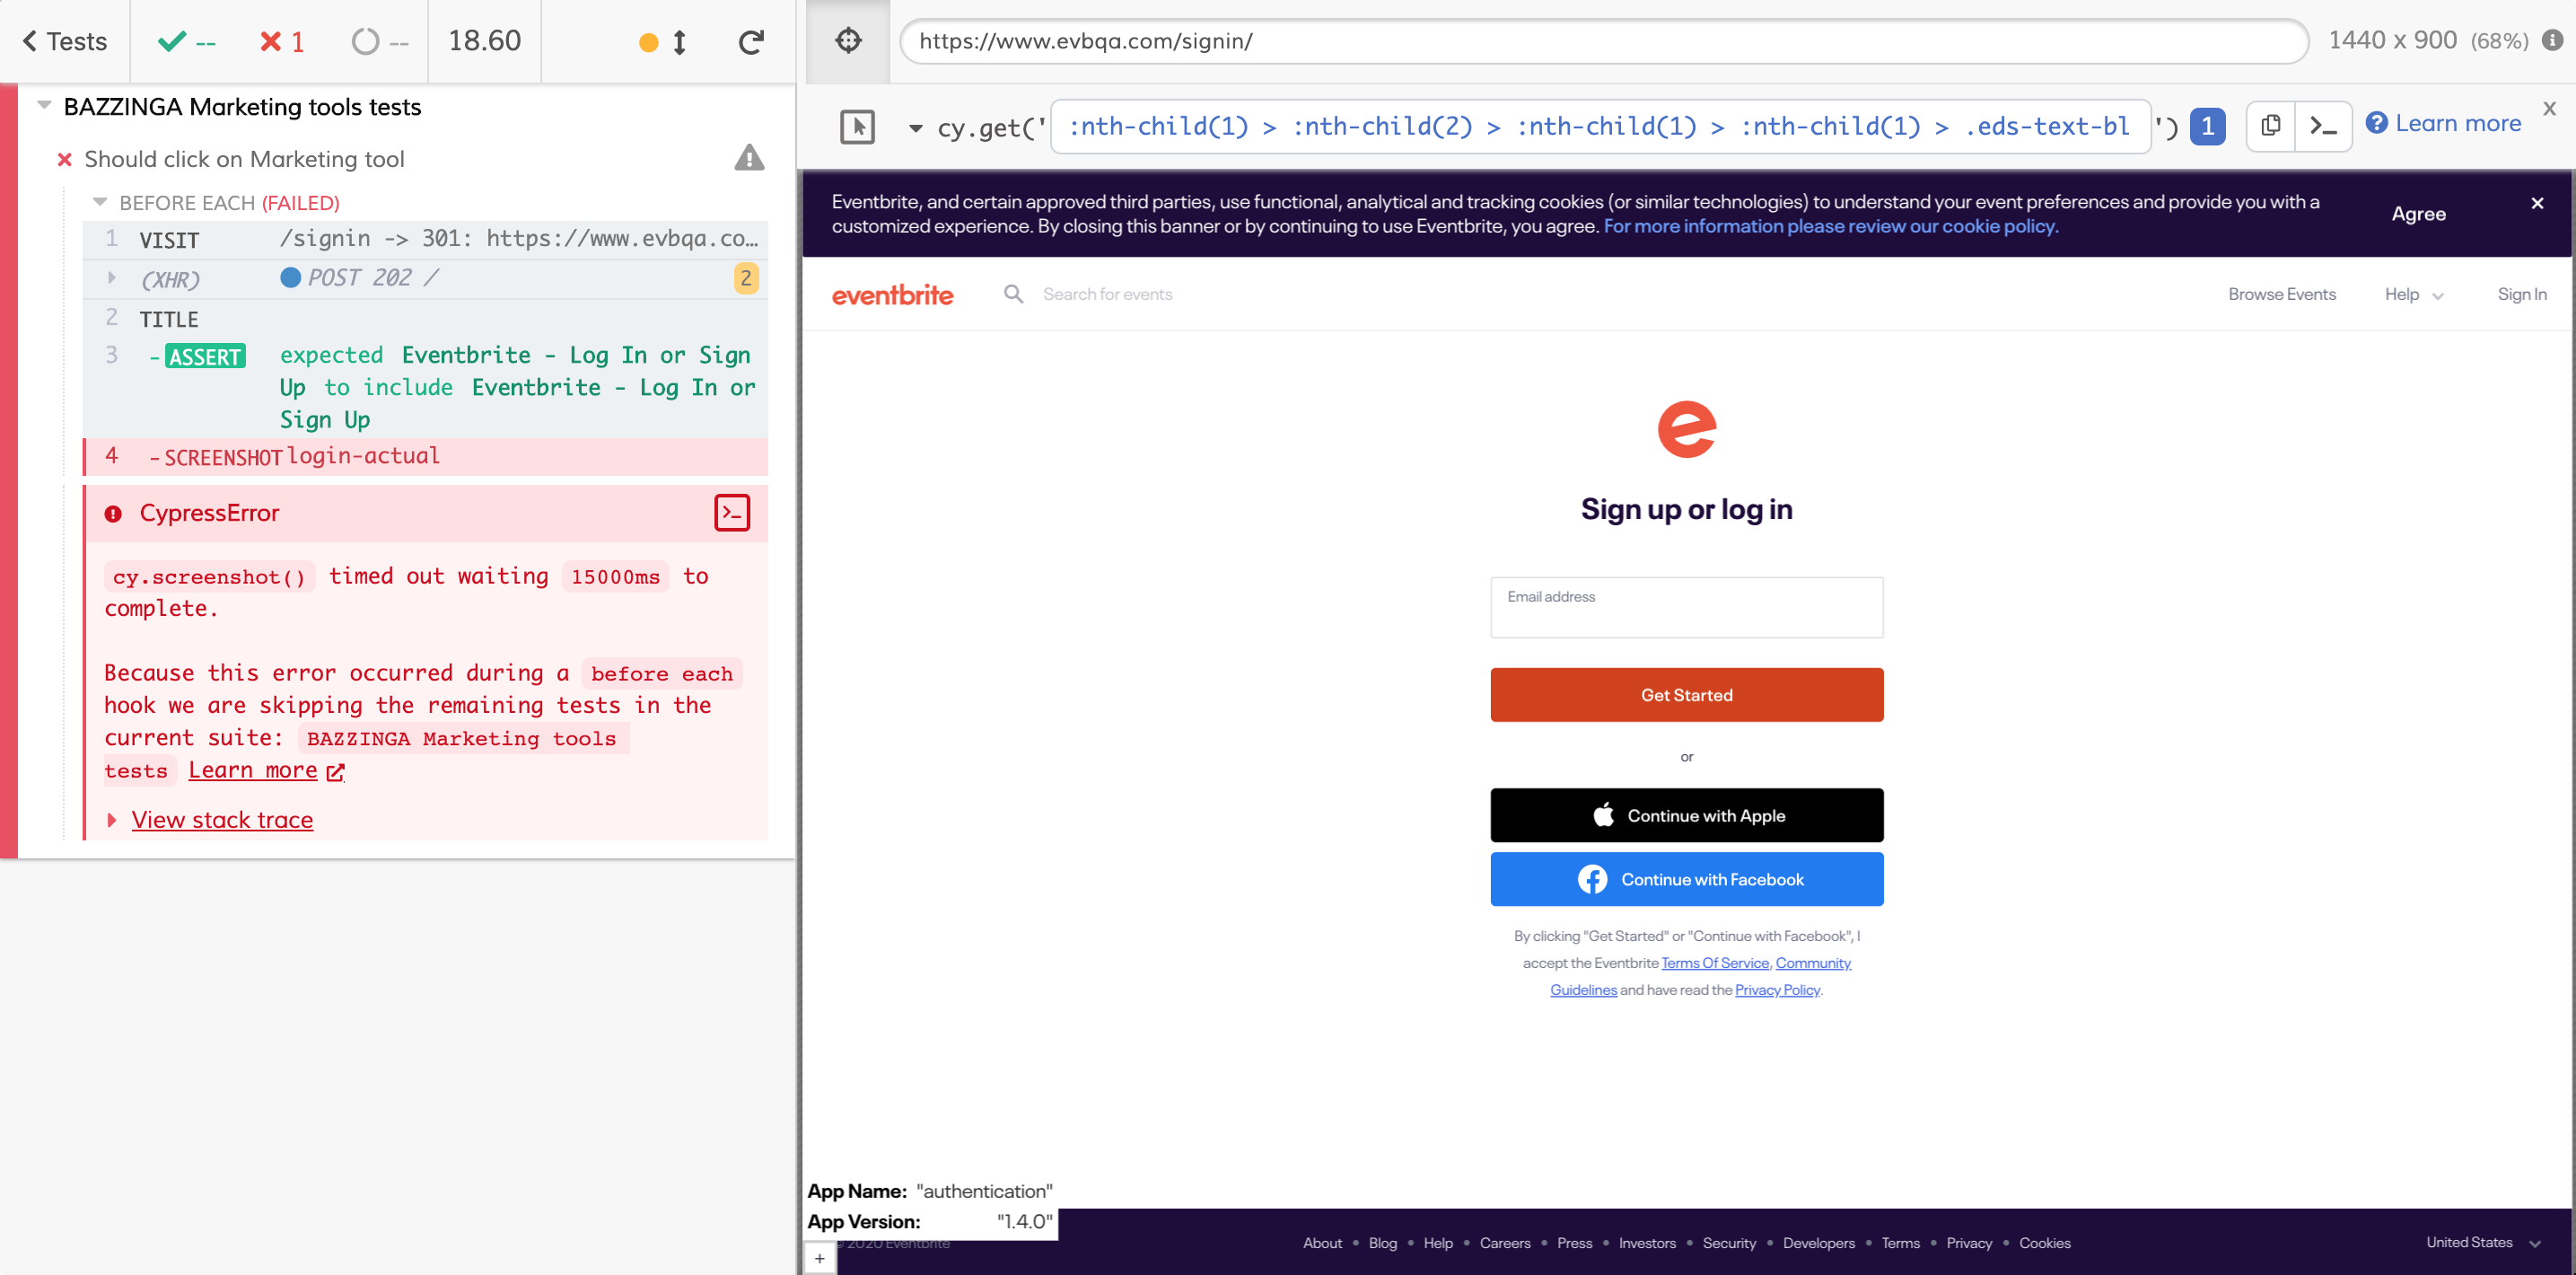 Tests
--
1
--
18.60
https://www.evbqa.com/signin/
1440 x 900 (68%)
BAZZINGA Marketing tools tests
Should click on Marketing tool
BEFORE EACH (FAILED)
1 VISIT /signin -> 301: https://www.evbqa.co…
(XHR) POST 202 / 2
2 TITLE
3 -ASSERT expected Eventbrite - Log In or Sign
Up to include Eventbrite - Log In or
Sign Up
4 -SCREENSHOT login-actual
CypressError
>_
cy.screenshot() timed out waiting 15000ms to
complete.
Because this error occurred during a before each
hook we are skipping the remaining tests in the
current suite: BAZZINGA Marketing tools
tests Learn more
View stack trace
cy.get(' :nth-child(1) > :nth-child(2) > :nth-child(1) > :nth-child(1) > .eds-text-bl ') 1 >_ Learn more x
Eventbrite, and certain approved third parties, use functional, analytical and tracking cookies (or similar technologies) to understand your event preferences and provide you with a
customized experience. By closing this banner or by continuing to use Eventbrite, you agree. For more information please review our cookie policy.
Agree
eventbrite
Search for events
Browse Events
Help
Sign In
Sign up or log in
Email address
Get Started
or
Continue with Apple
Continue with Facebook
By clicking "Get Started" or "Continue with Facebook", I
accept the Eventbrite Terms Of Service, Community
Guidelines and have read the Privacy Policy.
App Name: "authentication"
App Version: "1.4.0"
+
© 2020 Eventbrite
About • Blog • Help • Careers • Press • Investors • Security • Developers • Terms • Privacy • Cookies
United States